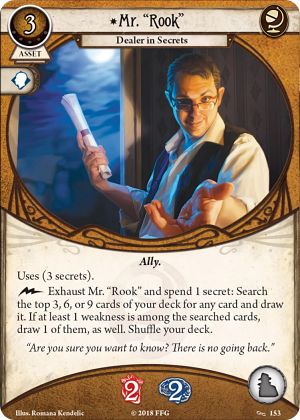 3
ASSET
Mr. “Rook”
Dealer in Secrets
Ally.
Uses (3 secrets).
Exhaust Mr. “Rook” and spend 1 secret: Search
the top 3, 6, or 9 cards of your deck for any card and draw
it. If at least 1 weakness is among the searched cards,
draw 1 of them, as well. Shuffle your deck.
“Are you sure you want to know? There is no going back.”
2 2
Illus. Romana Kendelic © 2018 FFG 153